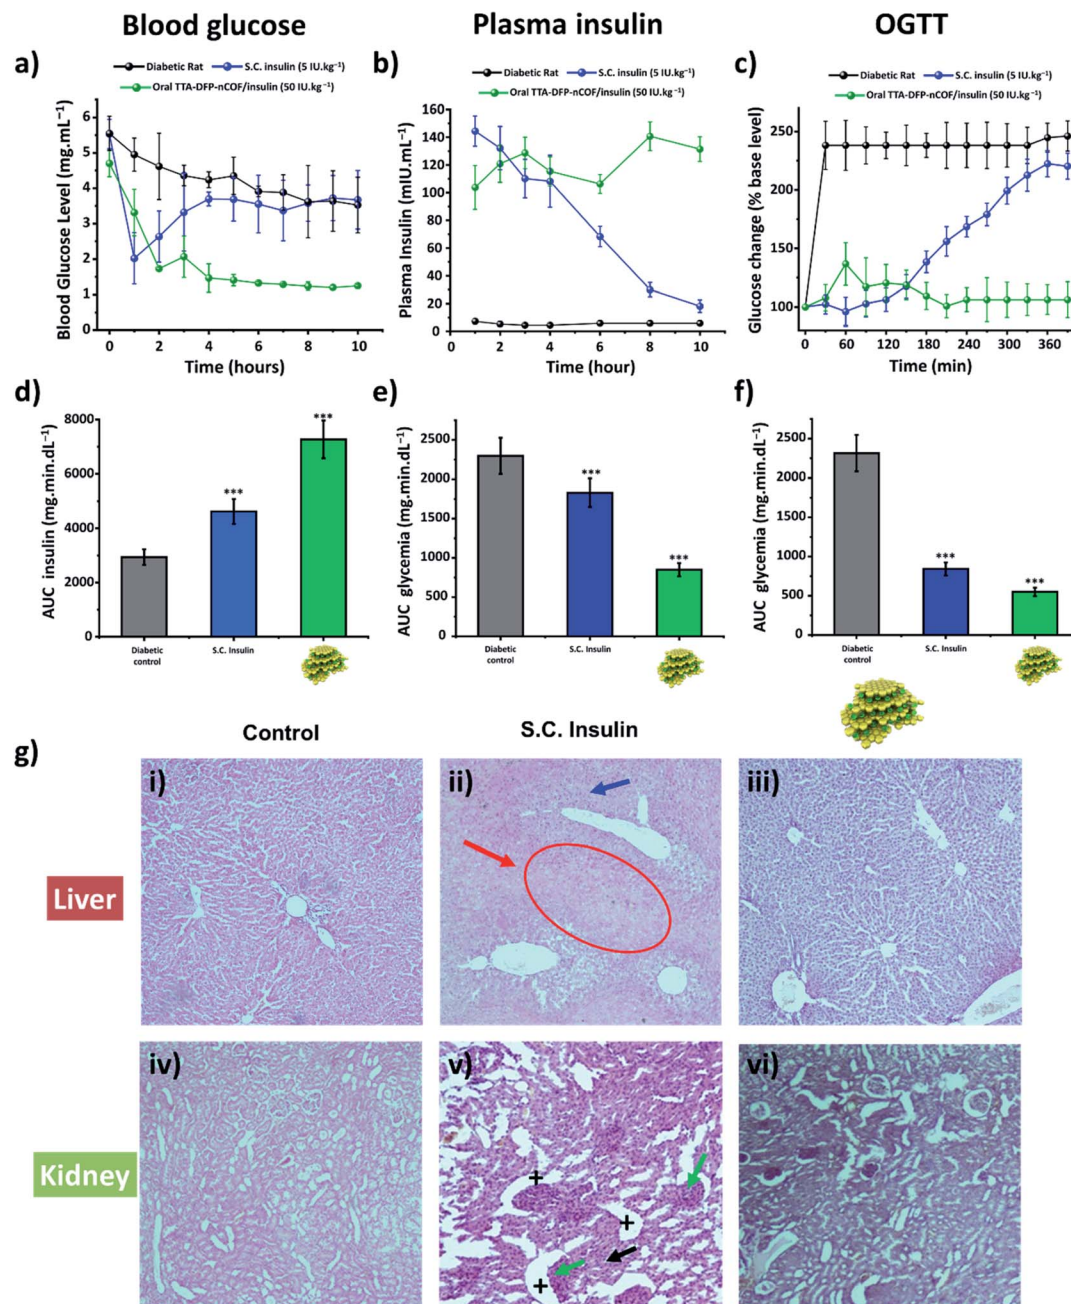 Blood glucose
Plasma insulin
OGTT
a)
Diabetic Rat
S.C. insulin (5 IU.kg⁻¹)
Oral TTA-DFP-nCOF/insulin (50 IU.kg⁻¹)
Blood Glucose Level (mg.mL⁻¹)
6
5
4
3
2
1
0
0 2 4 6 8 10
Time (hours)
b)
Diabetic Rat
S.C. insulin (5 IU.kg⁻¹)
Oral TTA-DFP-nCOF/insulin (50 IU.kg⁻¹)
Plasma Insulin (mIU.mL⁻¹)
160
140
120
100
80
60
40
20
0
0 2 4 6 8 10
Time (hour)
c)
Diabetic Rat
S.C. insulin (5 IU.kg⁻¹)
Oral TTA-DFP-nCOF/insulin (50 IU.kg⁻¹)
Glucose change (% base level)
250
200
150
100
0 60 120 180 240 300 360
Time (min)
d)
AUC insulin (mg.min.dL⁻¹)
8000
6000
4000
2000
0
***
***
Diabetic
control
S.C. Insulin
e)
AUC glycemia (mg.min.dL⁻¹)
2500
2000
1500
1000
500
0
***
***
Diabetic
control
S.C. Insulin
f)
AUC glycemia (mg.min.dL⁻¹)
2500
2000
1500
1000
500
0
***
***
Diabetic
control
S.C. Insulin
g)
Control
S.C. Insulin
Liver
i)
ii)
iii)
Kidney
iv)
v)
+
+
+
vi)